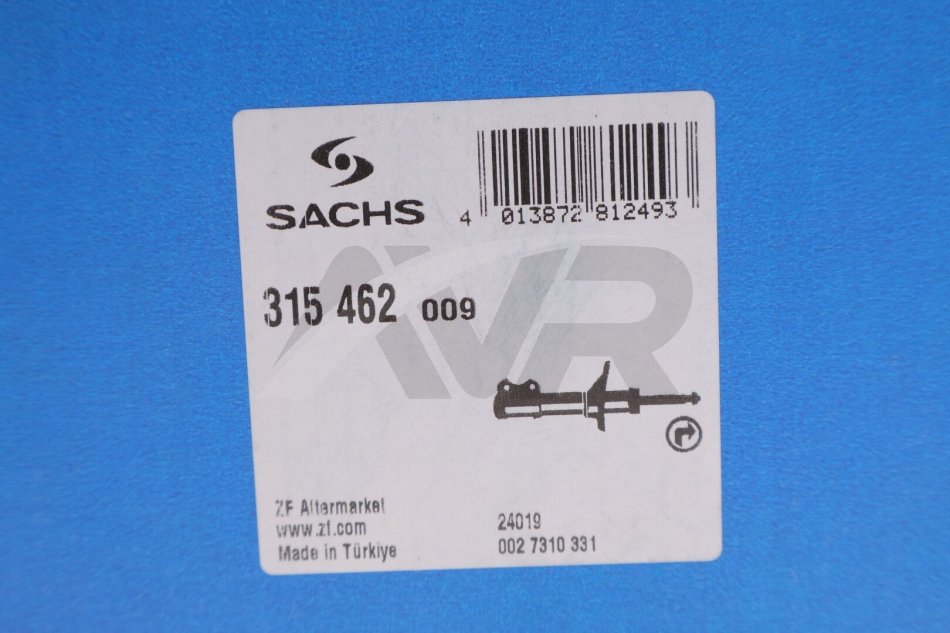 SACHS
4 013872 812493
315 462 009
AVR
ZF Aftermarket
www.zf.com
Made in Türkiye
24019
002 7310 331